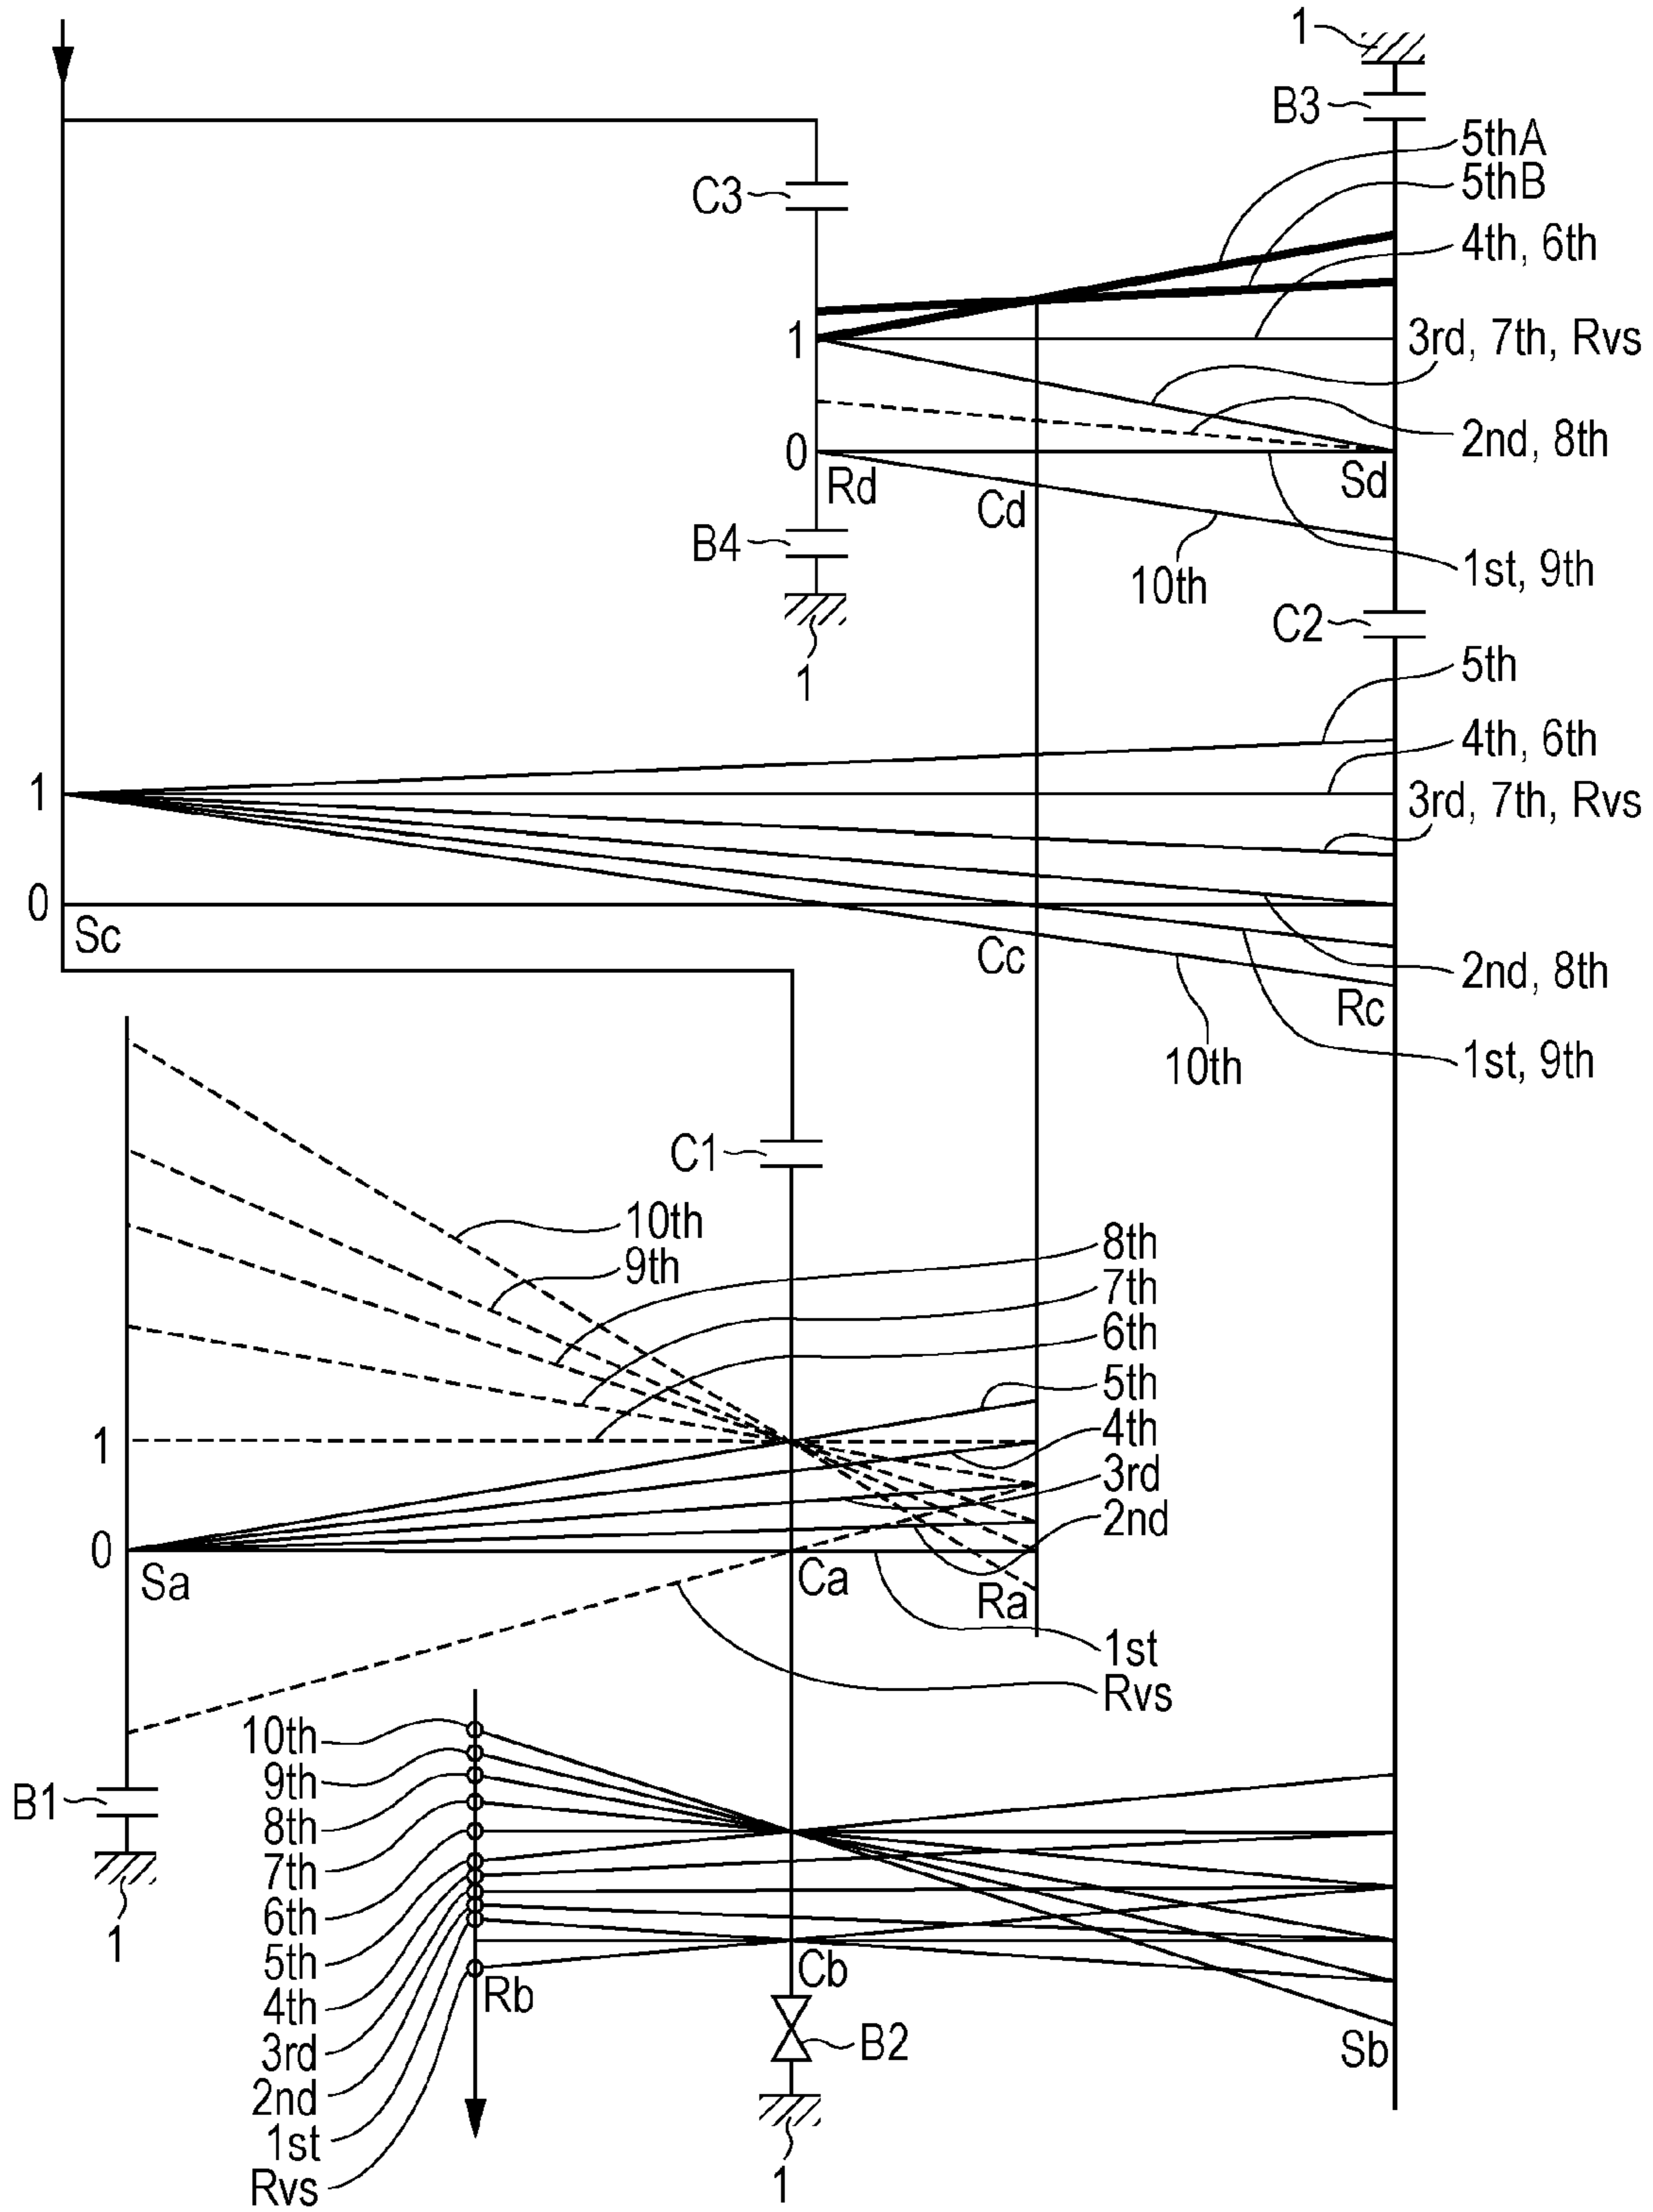 1
B3
5thA
C3
5thB
4th, 6th
1
3rd, 7th, Rvs
0
2nd, 8th
Rd
Sd
Cd
B4
10th
1st, 9th
C2
1
5th
4th, 6th
1
3rd, 7th, Rvs
0
Sc
Cc
2nd, 8th
Rc
1st, 9th
10th
C1
10th
8th
9th
7th
6th
5th
1
4th
3rd
2nd
0
Sa
Ca
Ra
1st
Rvs
10th
9th
B1
8th
7th
6th
1
5th
Cb
Rb
4th
B2
3rd
Sb
2nd
1st
1
Rvs